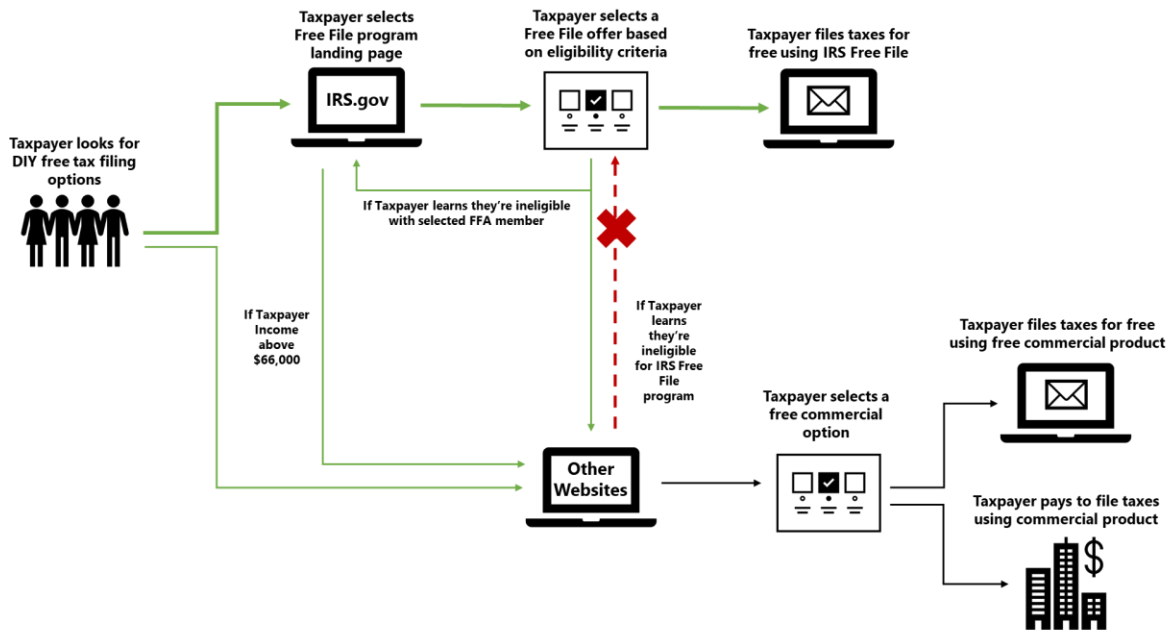 Taxpayer looks for
DIY free tax filing
options
Taxpayer selects
Free File program
landing page
IRS.gov
Taxpayer selects a
Free File offer based
on eligibility criteria
Taxpayer files taxes for
free using IRS Free File
If Taxpayer learns they're ineligible
with selected FFA member
If Taxpayer
Income
above
$66,000
If Taxpayer
learns
they're
ineligible
for IRS Free
File
program
Other
Websites
Taxpayer selects a
free commercial
option
Taxpayer files taxes for free
using free commercial product
Taxpayer pays to file taxes
using commercial product
$